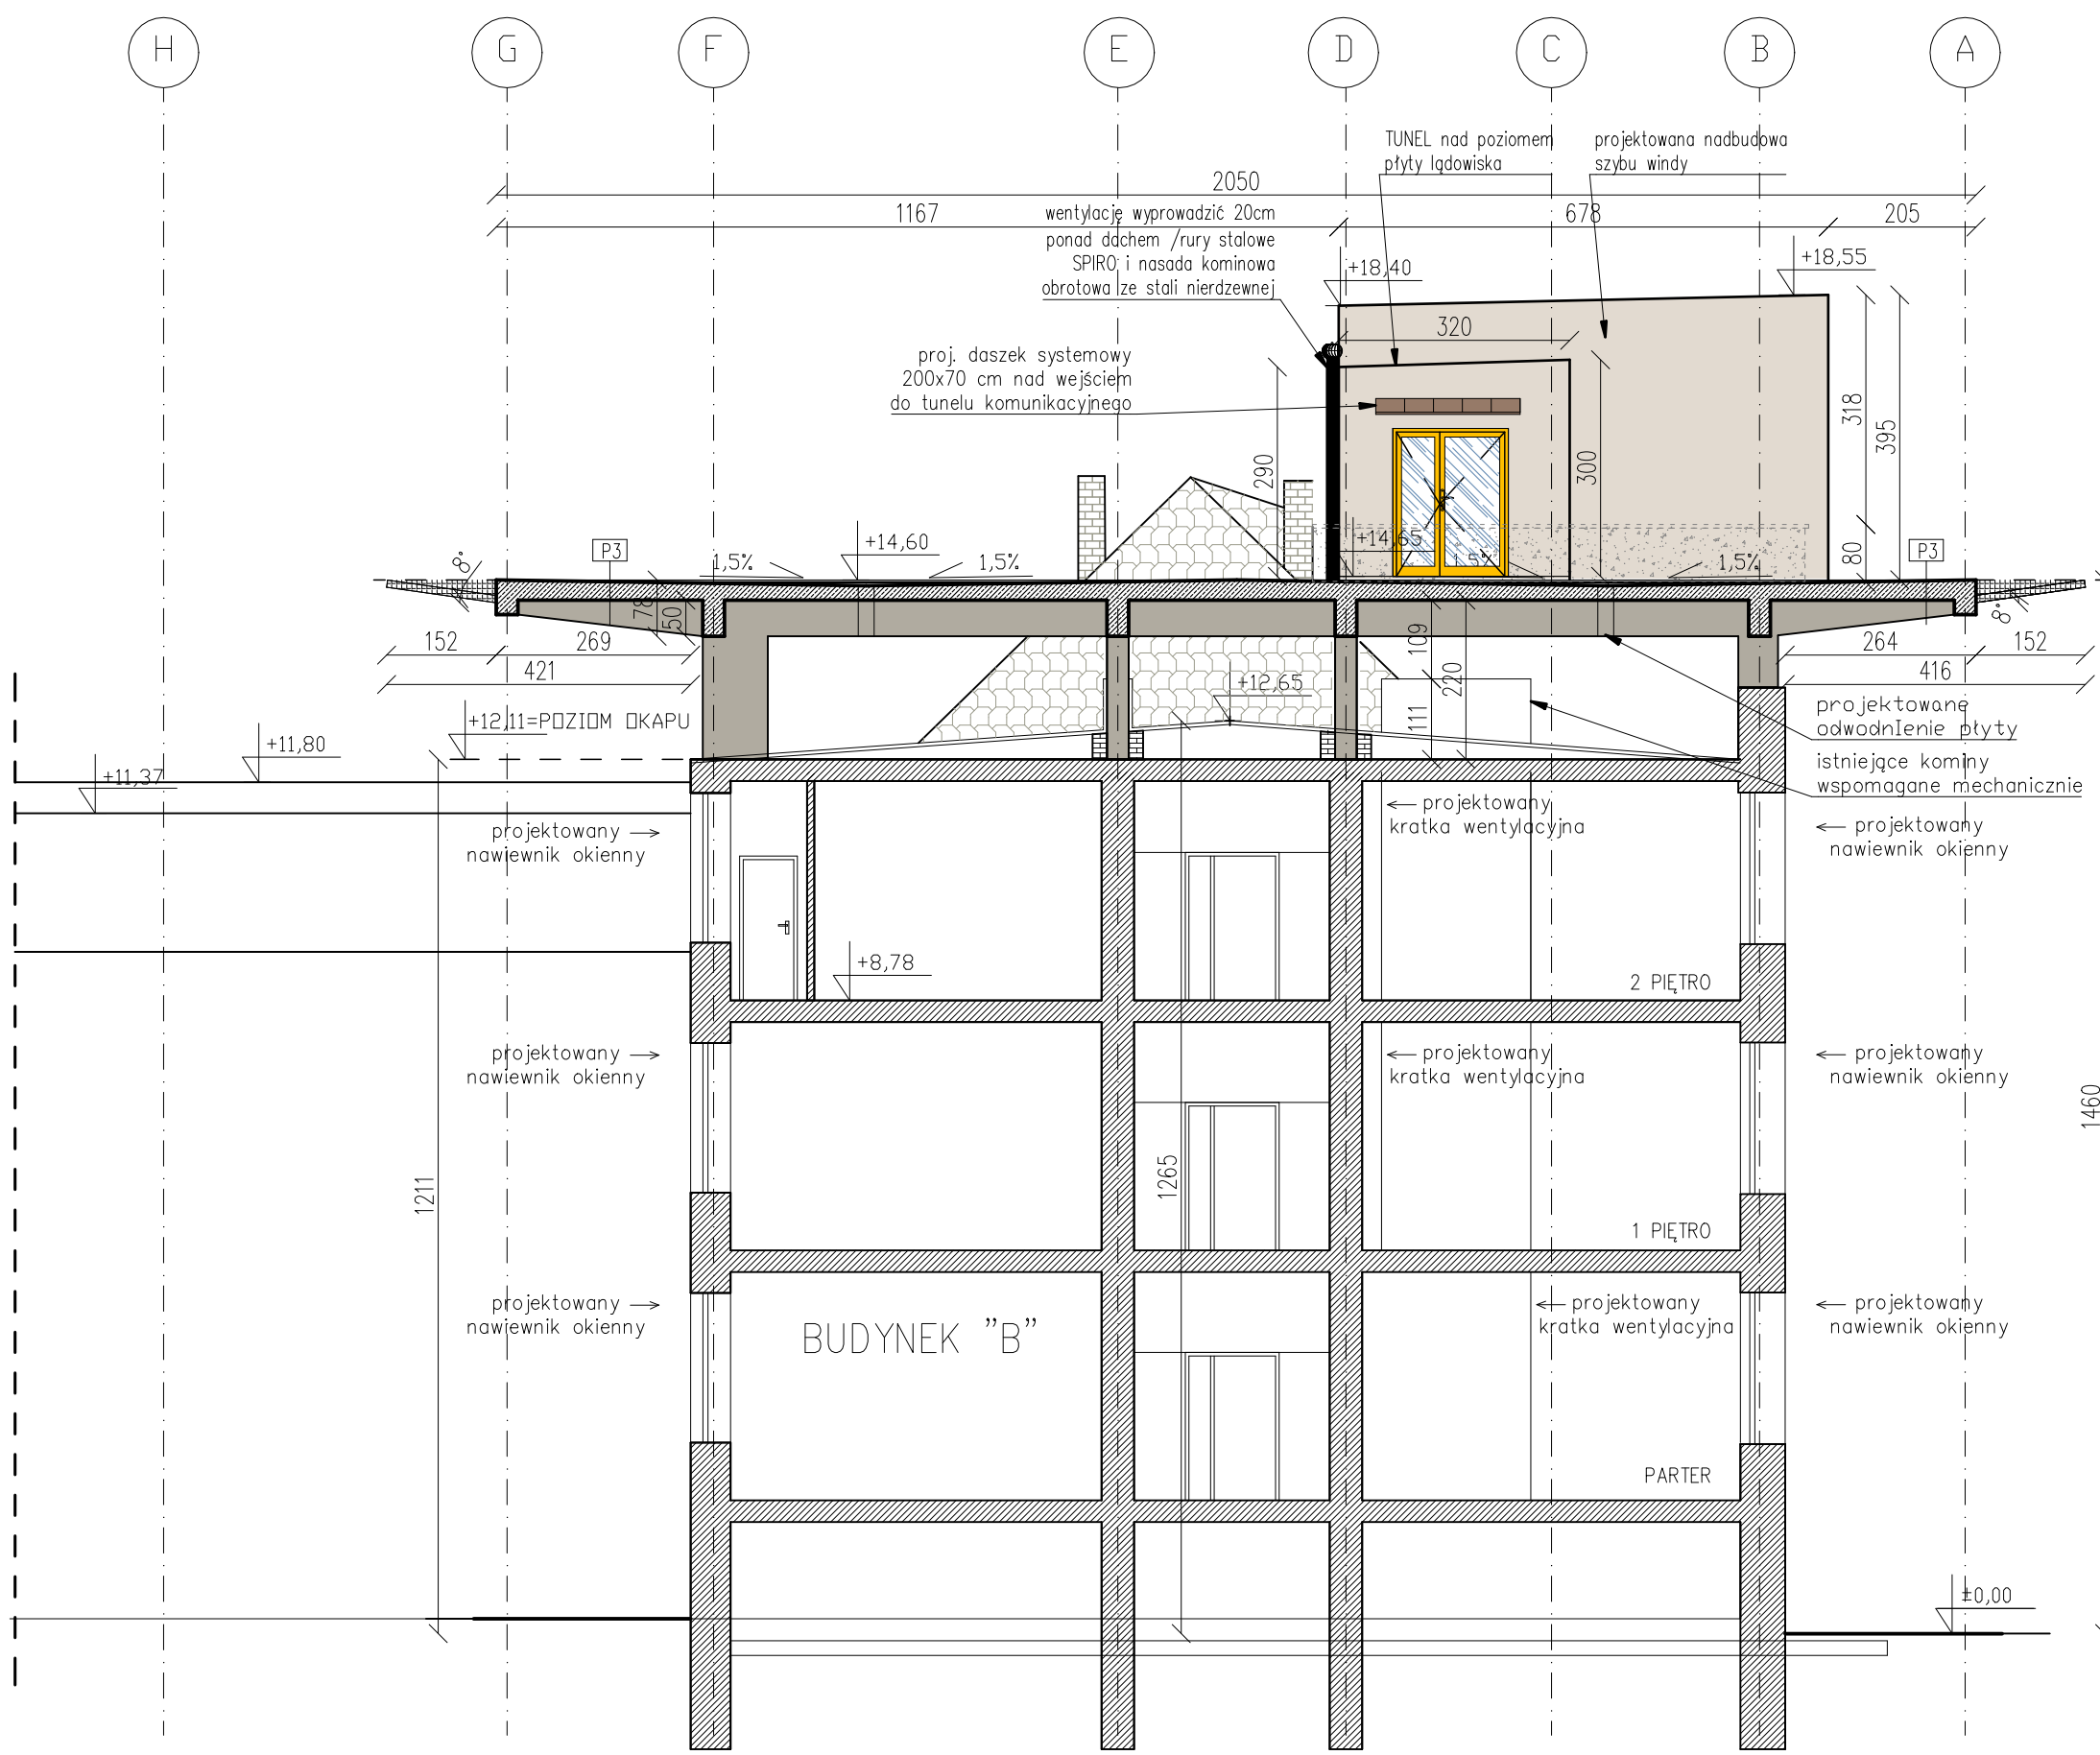 H
G
F
E
D
C
B
A
TUNEL nad poziomem
płyty lądowiska
projektowana nadbudowa
szybu windy
2050
1167
678
205
wentylację wyprowadzić 20cm
ponad dachem /rury stalowe
SPIRO i nasada kominowa
obrotowa ze stali nierdzewnej
+18,40
+18,55
320
proj. daszek systemowy
200x70 cm nad wejściem
do tunelu komunikacyjnego
290
300
318
395
80
8°
P3
1,5%
+14,60
1,5%
+14,65
1,5%
1,5%
P3
8°
78
50
152
269
421
109
220
111
264
152
416
+12,65
+12,11=POZIOM OKAPU
+11,80
+11,37
projektowane
odwodnIenie płyty
istniejące kominy
wspomagane mechanicznie
projektowany
nawiewnik okienny
projektowany
kratka wentylacyjna
projektowany
nawiewnik okienny
+8,78
2 PIĘTRO
projektowany
nawiewnik okienny
projektowany
kratka wentylacyjna
projektowany
nawiewnik okienny
1211
1265
1460
1 PIĘTRO
projektowany
nawiewnik okienny
BUDYNEK "B"
projektowany
kratka wentylacyjna
projektowany
nawiewnik okienny
PARTER
±0,00